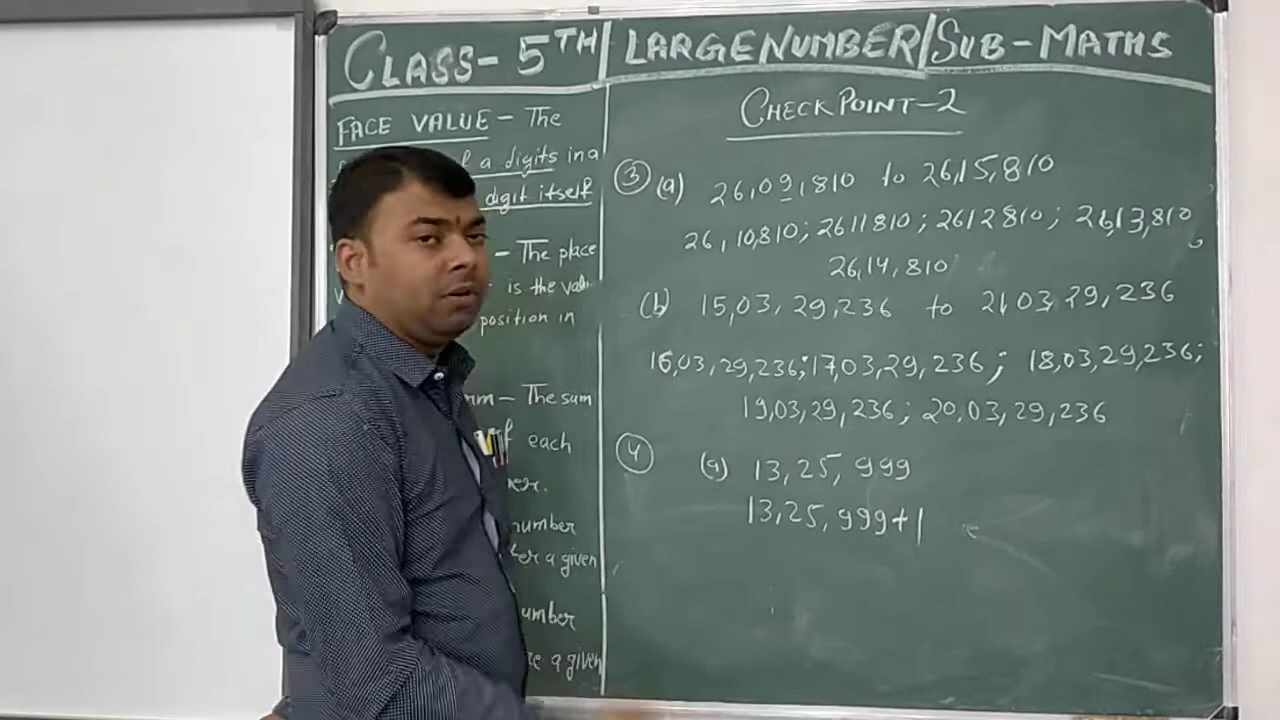 CLASS- 5TH | LARGENUMBER | SUB-MATHS
FACE VALUE - The
of a digits in a
digit itself
- The place
is the valu
position in
- The sum
of each
number
a given
umber
a given
CHECKPOINT-2
③ (a) 26,09,810 to 26,15,810
26,10,810; 2611810; 2612810; 26,13,810,
26,14,810
(b) 15,03,29,236 to 21,03,29,236
16,03,29,236; 17,03,29,236; 18,03,29,236;
19,03,29,236; 20,03,29,236
④ (a) 13,25,999
13,25,999+1